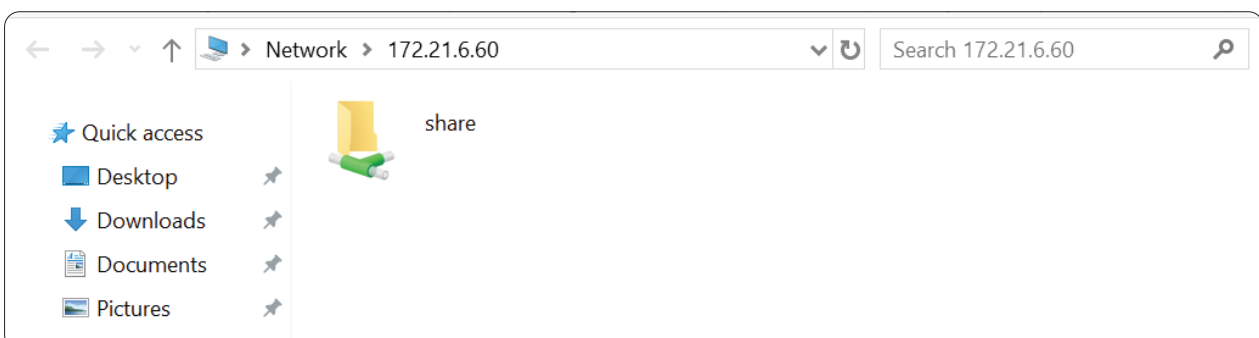 Network > 172.21.6.60
Search 172.21.6.60
Quick access
share
Desktop
Downloads
Documents
Pictures